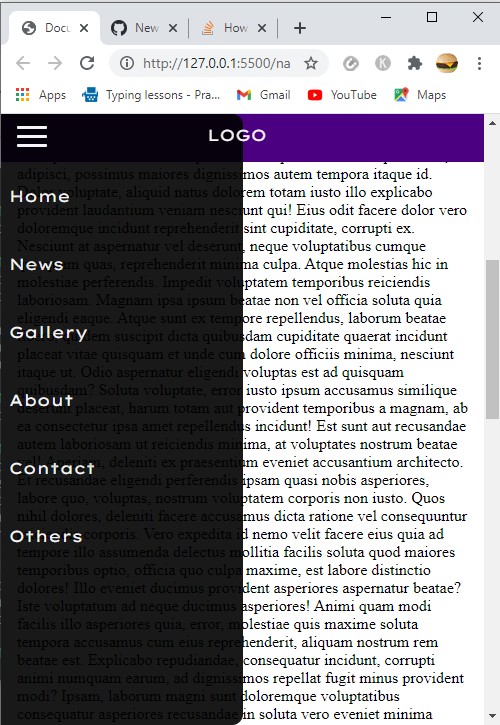 Docu
New
How
http://127.0.0.1:5500/na
K
Apps
Typing lessons - Pra...
Gmail
YouTube
Maps
LOGO
adipisci, possimus maiores dignissimos autem tempora itaque id.
Dolor voluptate, aliquid natus dolorem totam iusto illo explicabo
provident laudantium veniam nesciunt qui! Eius odit facere dolor vero
doloremque incidunt reprehenderit sint cupiditate, corrupti ex.
Nesciunt at aspernatur vel deserunt, neque voluptatibus cumque
quas, reprehenderit minima culpa. Atque molestias hic in
molestiae perferendis. Impedit voluptatem temporibus reiciendis
laboriosam. Magnam ipsa ipsum beatae non vel officia soluta quia
eligendi eaque. Atque sunt ex tempore repellendus, laborum beatae
quidem suscipit dicta quibusdam cupiditate quaerat incidunt
placeat vitae quisquam et unde cum dolore officiis minima, nesciunt
itaque ut. Odio aspernatur eligendi voluptas est ad quisquam
quibusdam? Soluta voluptate, error iusto ipsum accusamus similique
deserunt placeat, harum totam aut provident temporibus a magnam, ab
ea consectetur ipsa amet repellendus incidunt! Est sunt aut recusandae
autem laboriosam ut reiciendis minima, at voluptates nostrum beatae
deleniti ex praesentium eveniet accusantium architecto.
Et recusandae eligendi perferendis ipsam quasi nobis asperiores,
labore quo, voluptas, nostrum voluptatem corporis non iusto. Quos
nihil dolores, deleniti facere accusamus dicta ratione vel consequuntur
corporis. Vero expedita id nemo velit facere eius quia ad
tempore illo assumenda delectus mollitia facilis soluta quod maiores
temporibus optio, officia quo culpa maxime, est labore distinctio
dolores! Illo eveniet ducimus provident asperiores aspernatur beatae?
Iste voluptatum ad neque ducimus asperiores! Animi quam modi
facilis illo asperiores quia, error, molestiae quis maxime soluta
tempora accusamus cum eius reprehenderit, aliquam nostrum rem
beatae est. Explicabo repudiandae, consequatur incidunt, corrupti
animi numquam earum, ad dignissimos repellat fugit minus provident
modi? Ipsam, laborum magni sunt doloremque voluptatibus
consequatur asperiores recusandae in oluta vero eveniet minima
Home
News
Gallery
About
Contact
Others